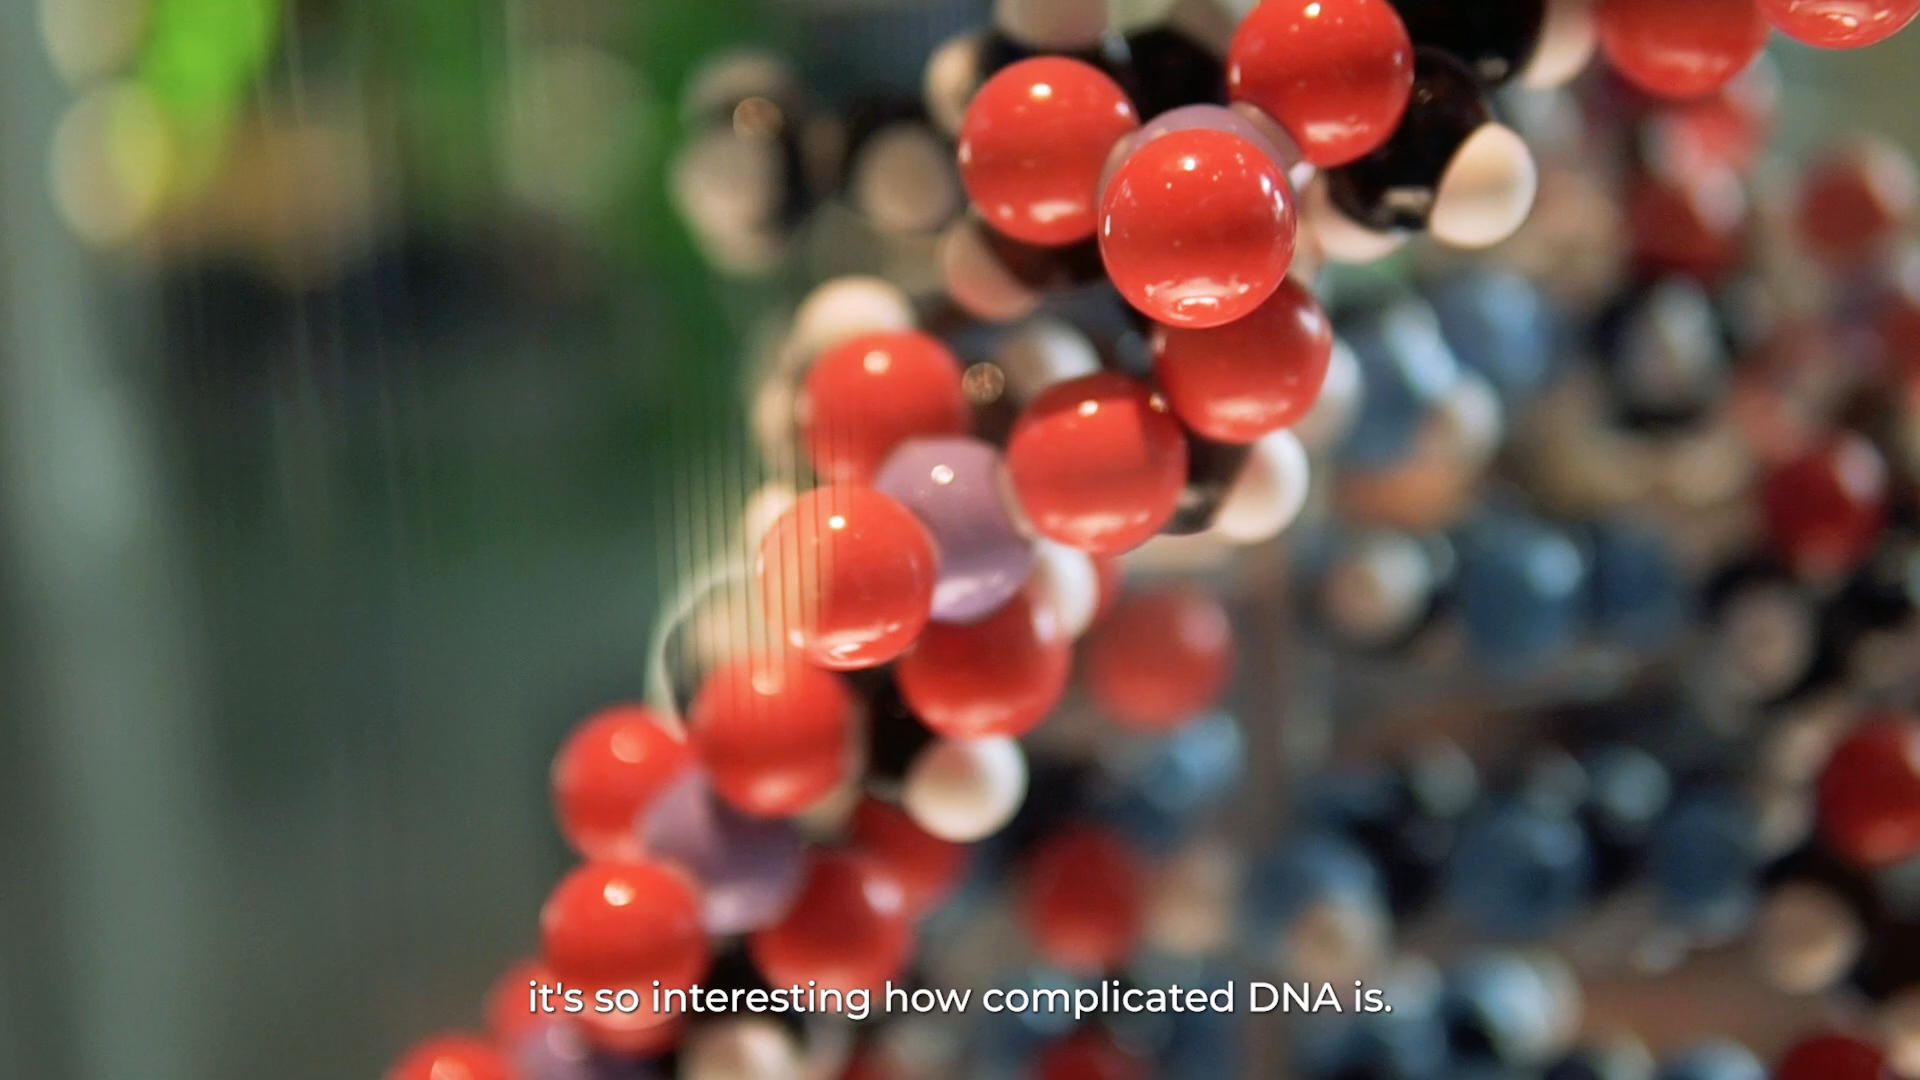 it's so interesting how complicated DNA is.